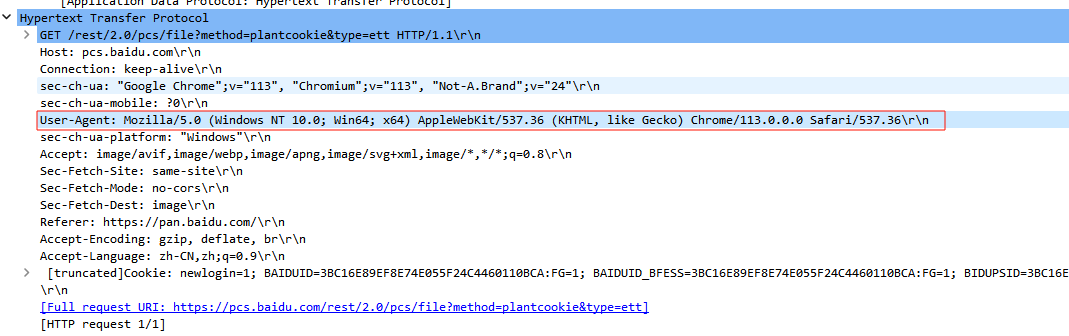 [Application Data Protocol: Hypertext Transfer Protocol]
Hypertext Transfer Protocol
GET /rest/2.0/pcs/file?method=plantcookie&type=ett HTTP/1.1\r\n
Host: pcs.baidu.com\r\n
Connection: keep-alive\r\n
sec-ch-ua: "Google Chrome";v="113", "Chromium";v="113", "Not-A.Brand";v="24"\r\n
sec-ch-ua-mobile: ?0\r\n
User-Agent: Mozilla/5.0 (Windows NT 10.0; Win64; x64) AppleWebKit/537.36 (KHTML, like Gecko) Chrome/113.0.0.0 Safari/537.36\r\n
sec-ch-ua-platform: "Windows"\r\n
Accept: image/avif,image/webp,image/apng,image/svg+xml,image/*,*/*;q=0.8\r\n
Sec-Fetch-Site: same-site\r\n
Sec-Fetch-Mode: no-cors\r\n
Sec-Fetch-Dest: image\r\n
Referer: https://pan.baidu.com/\r\n
Accept-Encoding: gzip, deflate, br\r\n
Accept-Language: zh-CN,zh;q=0.9\r\n
[truncated]Cookie: newlogin=1; BAIDUID=3BC16E89EF8E74E055F24C4460110BCA:FG=1; BAIDUID_BFESS=3BC16E89EF8E74E055F24C4460110BCA:FG=1; BIDUPSID=3BC16E
\r\n
[Full request URI: https://pcs.baidu.com/rest/2.0/pcs/file?method=plantcookie&type=ett]
[HTTP request 1/1]